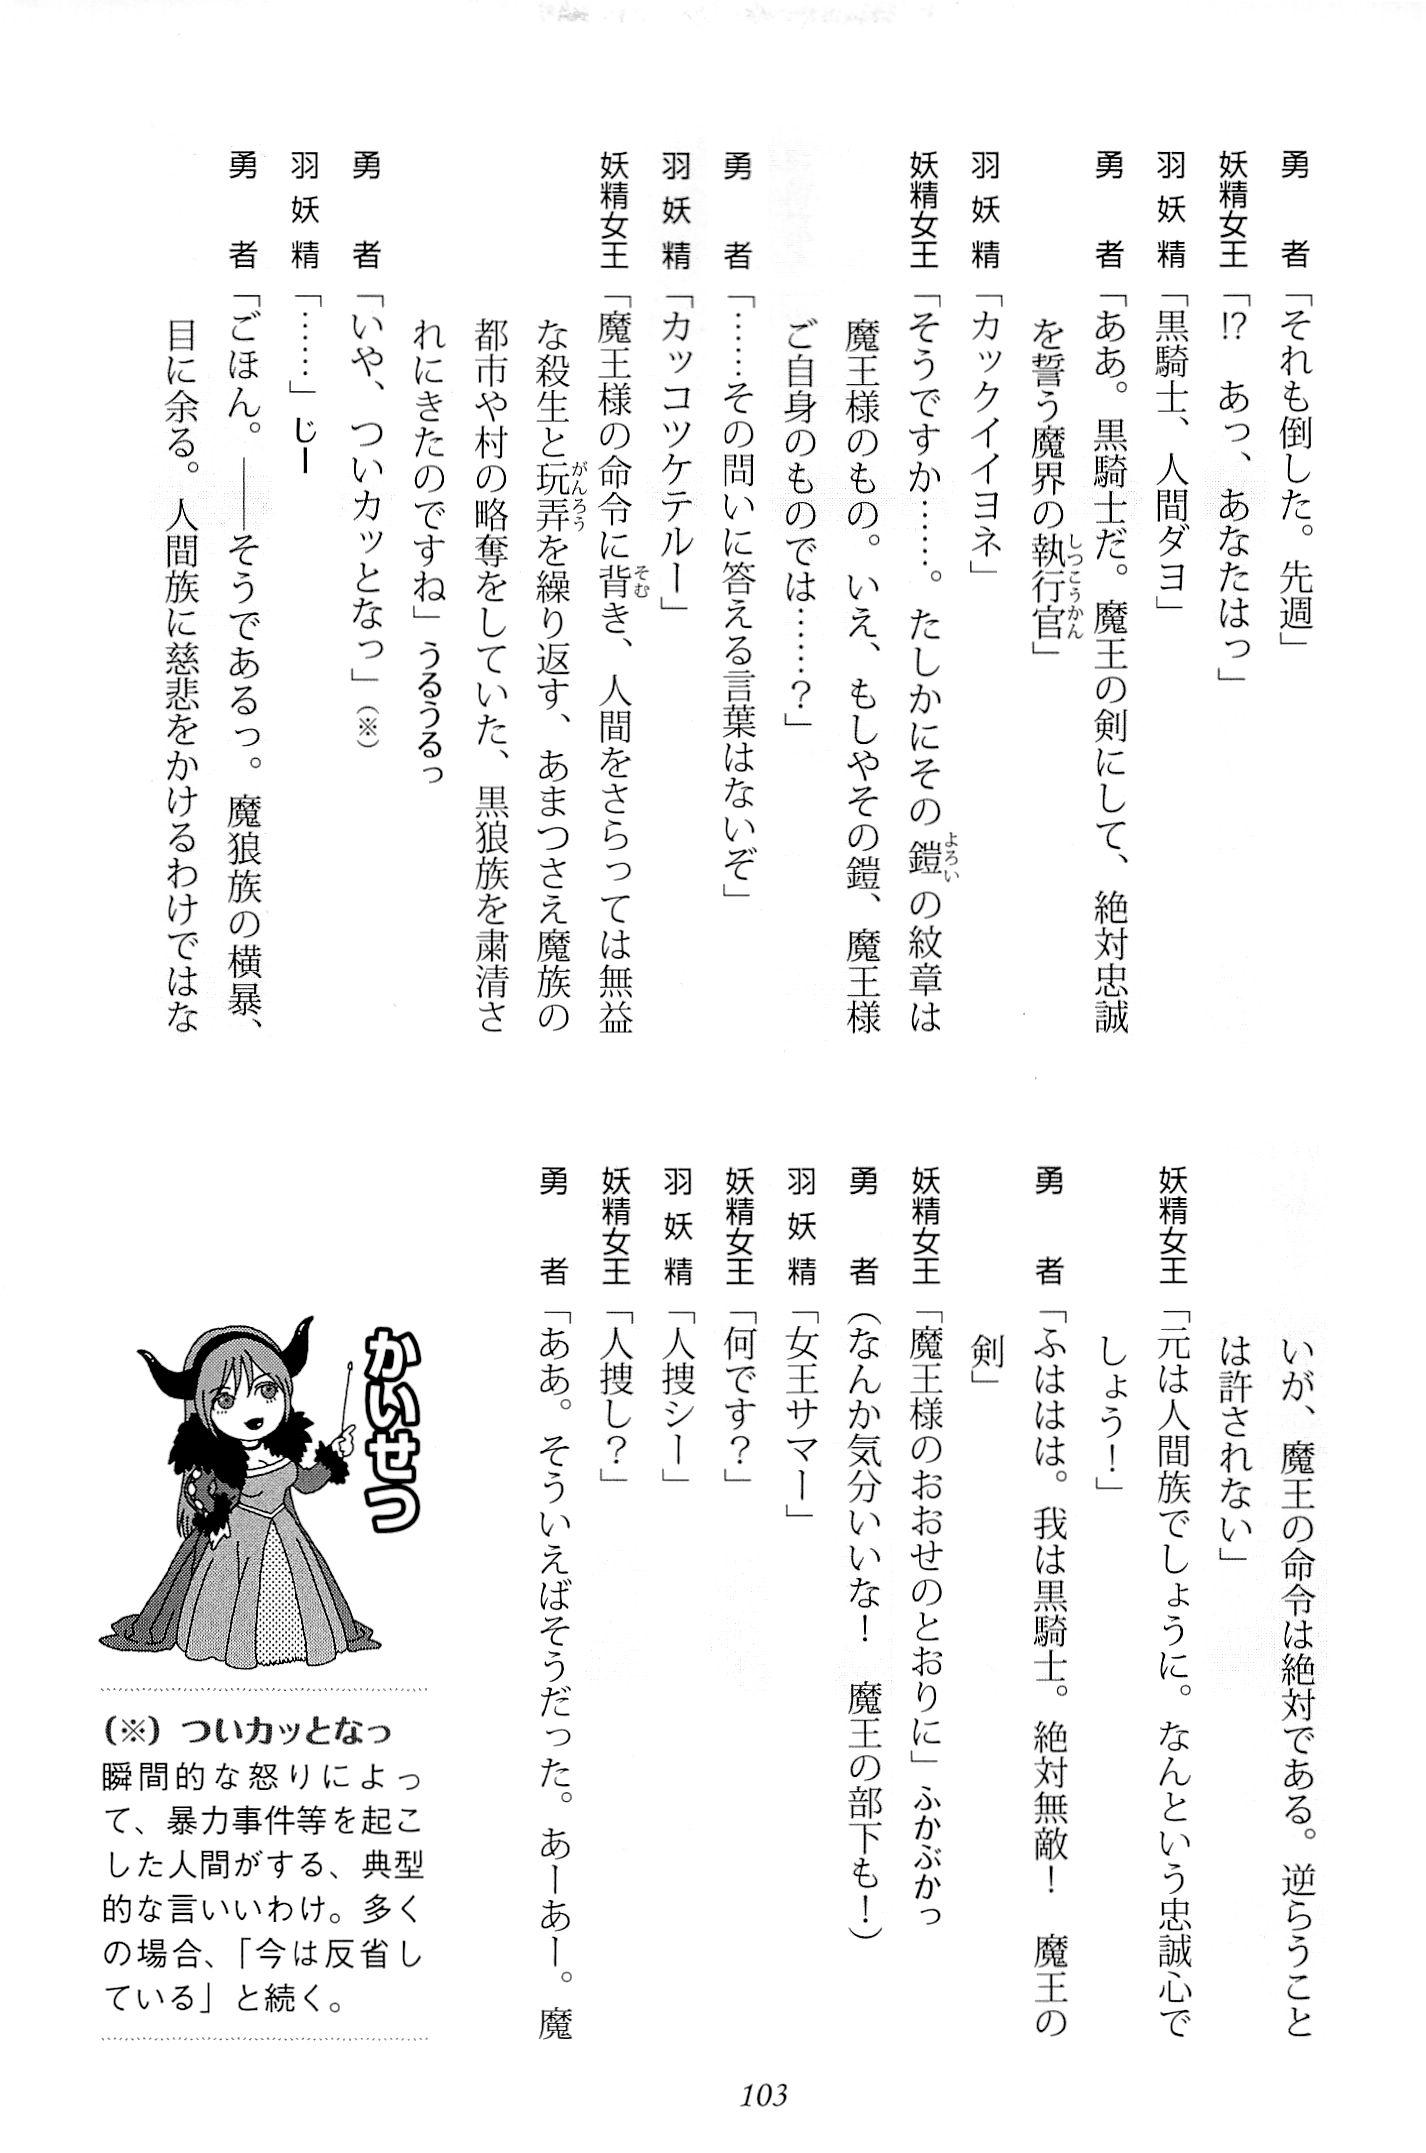 勇者「それも倒した。先週」
妖精女王「!?　あっ、あなたはっ」
羽妖精「黒騎士、人間ダヨ」
勇者「ああ。黒騎士だ。魔王の剣にして、絶対忠誠
を誓う魔界の執行官」
羽妖精「カックイイヨネ」
妖精女王「そうですか……。たしかにその鎧の紋章は
魔王様のもの。いえ、もしやその鎧、魔王様
ご自身のものでは……？」
勇者「……その問いに答える言葉はないぞ」
羽妖精「カッコツケテルー」
妖精女王「魔王様の命令に背き、人間をさらっては無益
な殺生と玩弄を繰り返す、あまつさえ魔族の
都市や村の略奪をしていた、黒狼族を粛清さ
れにきたのですね」うるうるっ
勇者「いや、ついカッとなっ」（※）
羽妖精「……」じー
勇者「ごほん。――そうであるっ。魔狼族の横暴、
目に余る。人間族に慈悲をかけるわけではな
いが、魔王の命令は絶対である。逆らうこと
は許されない」
妖精女王「元は人間族でしょうに。なんという忠誠心で
しょう！」
勇者「ふははは。我は黒騎士。絶対無敵！　魔王の
剣」
妖精女王「魔王様のおおせのとおりに」ふかぶかっ
勇者（なんか気分いいな！　魔王の部下も！）
羽妖精「女王サマー」
妖精女王「何です？」
羽妖精「人捜シー」
妖精女王「人捜し？」
勇者「ああ。そういえばそうだった。あーあー。魔
かいせつ
（※）ついカッとなっ
瞬間的な怒りによっ
て、暴力事件等を起こ
した人間がする、典型
的な言いいわけ。多く
の場合、「今は反省し
ている」と続く。
103